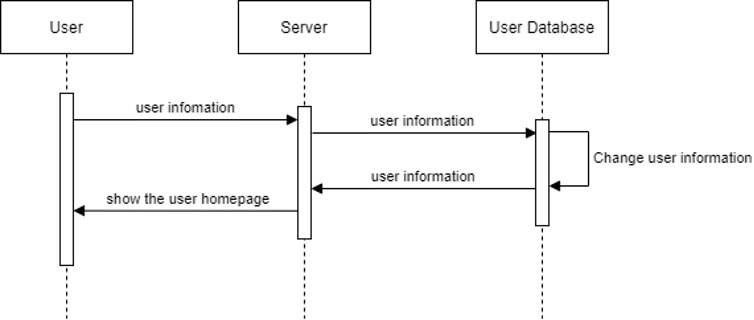 User
Server
User Database
user infomation
user information
Change user information
user information
show the user homepage